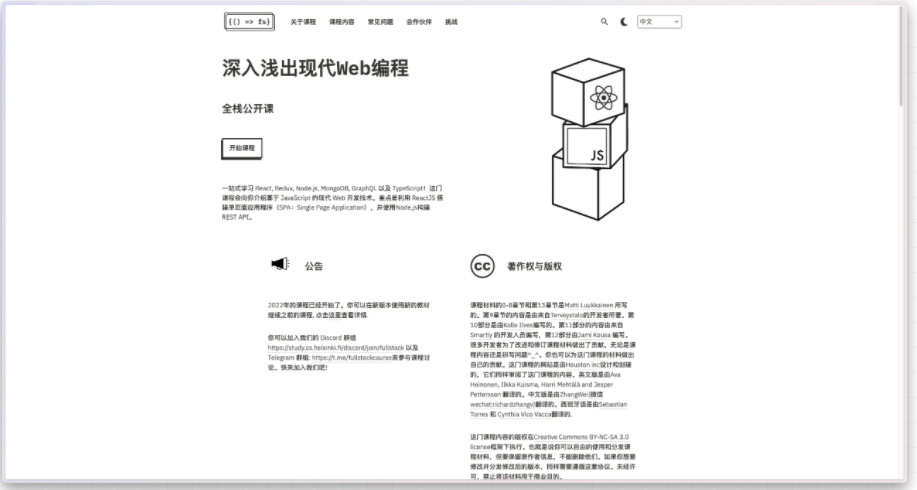 {() => fs} 关于课程 课程内容 常见问题 合作伙伴 挑战 中文
深入浅出现代Web编程
全栈公开课
开始课程
一站式学习 React, Redux, Node.js, MongoDB, GraphQL 以及 TypeScript！这门
课程会向你介绍基于 JavaScript 的现代 Web 开发技术。重点是利用 ReactJS 搭
建单页面应用程序（SPA：Single Page Application），并使用Node.js构建
REST API。
JS
公告
2022年的课程已经开始了。你可以在新版本使用新的教材
继续之前的课程, 点击这里查看详情.
你可以加入我们的 Discord 群组
https://study.cs.helsinki.fi/discord/join/fullstack 以及
Telegram 群组: https://t.me/fullstackcourse来参与课程讨
论。快来加入我们吧!
CC 著作权与版权
课程材料的0-8章节和第13章节是Matti Luukkainen 所写
的。第9章节的内容是由来自Terveystalo的开发者所著。第
10部分是由Kalle Ilves编写的。第11部分的内容由来自
Smartly 的开发人员编写，第12部分由Jami Kousa 编写。
很多开发者为了改进和修订课程材料做出了贡献，无论是课
程内容还是拼写问题^_^。你也可以为这门课程的材料做出
自己的贡献。这门课程的网站是由Houston inc设计和创建
的，它们同样审阅了这门课程的内容。英文版是由Ava
Heinonen, Ilkka Kuisma, Harri Mehtälä and Jesper
Pettersson 翻译的。中文版是由ZhangWei(微信
wechat:richardzhangy)翻译的。西班牙语是由Sebastian
Torres 和 Cynthia Vico Vacca翻译的.
这门课程内容的版权在Creative Commons BY-NC-SA 3.0
license框架下执行。也就是说你可以自由的使用和分发课
程材料，但要保留原作者信息，不能删除他们。如果你想要
修改并分发修改后的版本，同样需要遵循这套协议。未经许
可，禁止将该材料用于商业目的。